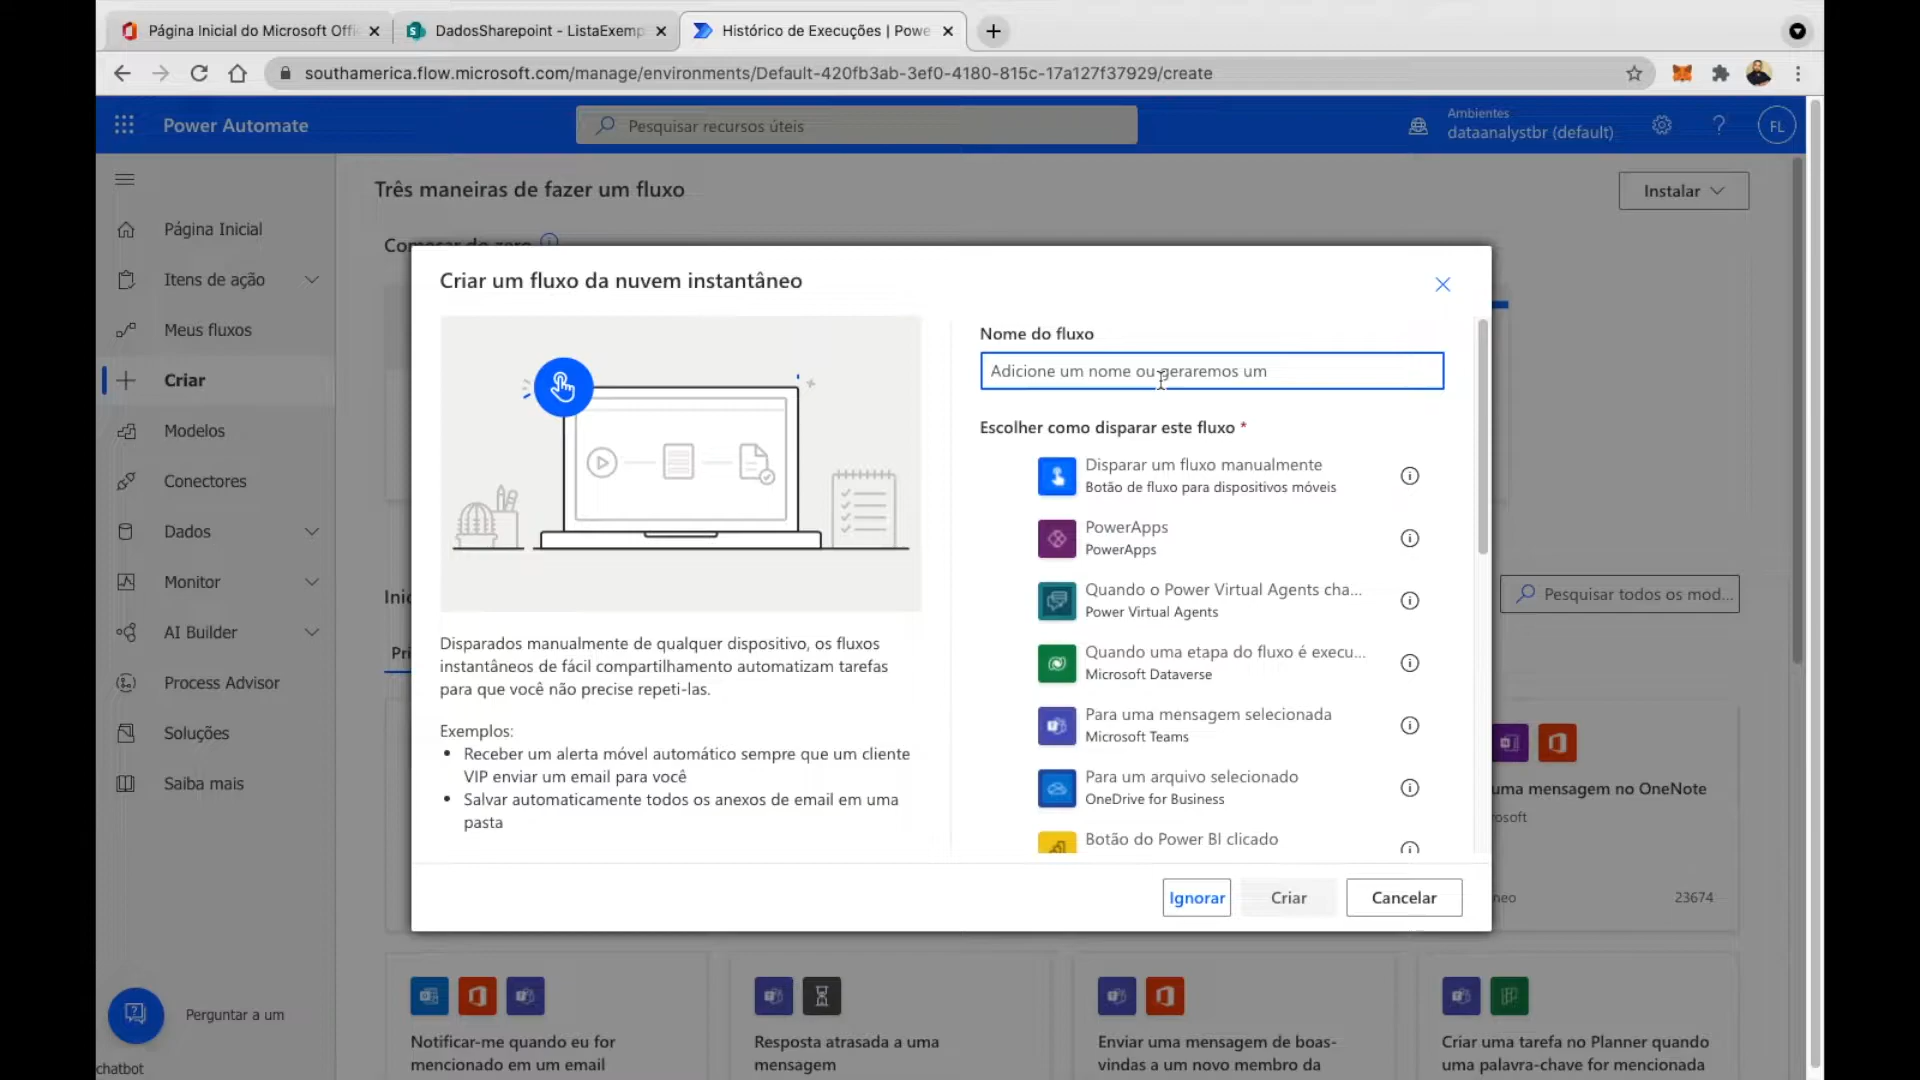 Página Inicial do Microsoft Offi
DadosSharepoint - ListaExemp
Histórico de Execuções | Powe
southamerica.flow.microsoft.com/manage/environments/Default-420fb3ab-3ef0-4180-815c-17a127f37929/create
Power Automate
Pesquisar recursos úteis
Ambientes
dataanalystbr (default)
?
FL
Três maneiras de fazer um fluxo
Instalar
Começar do zero
Página Inicial
Itens de ação
Meus fluxos
Criar
Modelos
Conectores
Dados
Monitor
AI Builder
Process Advisor
Soluções
Saiba mais
Perguntar a um
chatbot
Criar um fluxo da nuvem instantâneo
Disparados manualmente de qualquer dispositivo, os fluxos
instantâneos de fácil compartilhamento automatizam tarefas
para que você não precise repeti-las.
Exemplos:
• Receber um alerta móvel automático sempre que um cliente
VIP enviar um email para você
• Salvar automaticamente todos os anexos de email em uma
pasta
Nome do fluxo
Adicione um nome ou geraremos um
Escolher como disparar este fluxo *
Disparar um fluxo manualmente
Botão de fluxo para dispositivos móveis
PowerApps
PowerApps
Quando o Power Virtual Agents cha...
Power Virtual Agents
Quando uma etapa do fluxo é execu...
Microsoft Dataverse
Para uma mensagem selecionada
Microsoft Teams
Para um arquivo selecionado
OneDrive for Business
Botão do Power BI clicado
Ignorar
Criar
Cancelar
Inic
Pri
Pesquisar todos os mod...
uma mensagem no OneNote
rosoft
neo
23674
Notificar-me quando eu for
mencionado em um email
Resposta atrasada a uma
mensagem
Enviar uma mensagem de boas-
vindas a um novo membro da
Criar uma tarefa no Planner quando
uma palavra-chave for mencionada